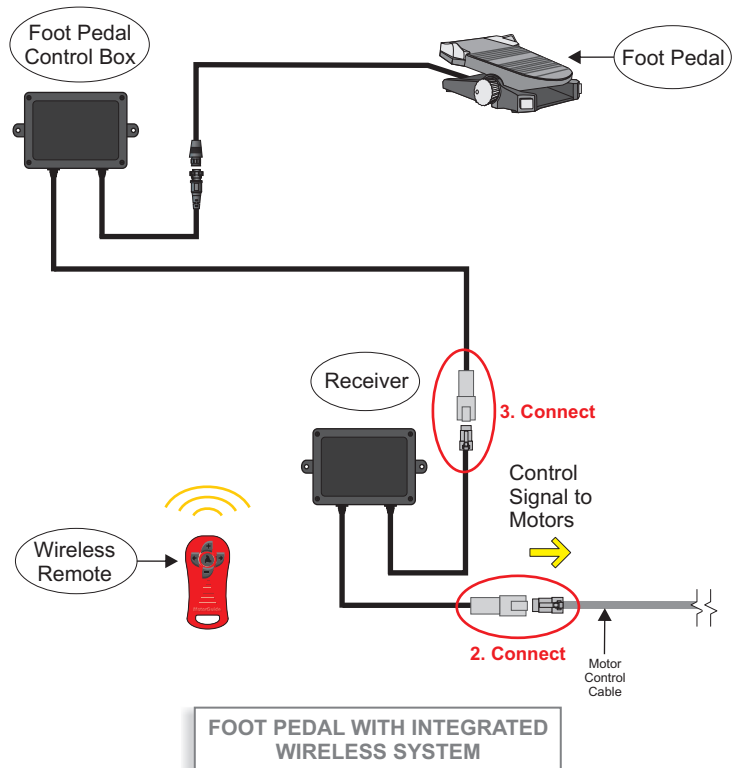 Foot Pedal
Control Box
Foot Pedal
Receiver
3. Connect
Control
Signal to
Motors
Wireless
Remote
MotorGuide
2. Connect
Motor
Control
Cable
FOOT PEDAL WITH INTEGRATED
WIRELESS SYSTEM